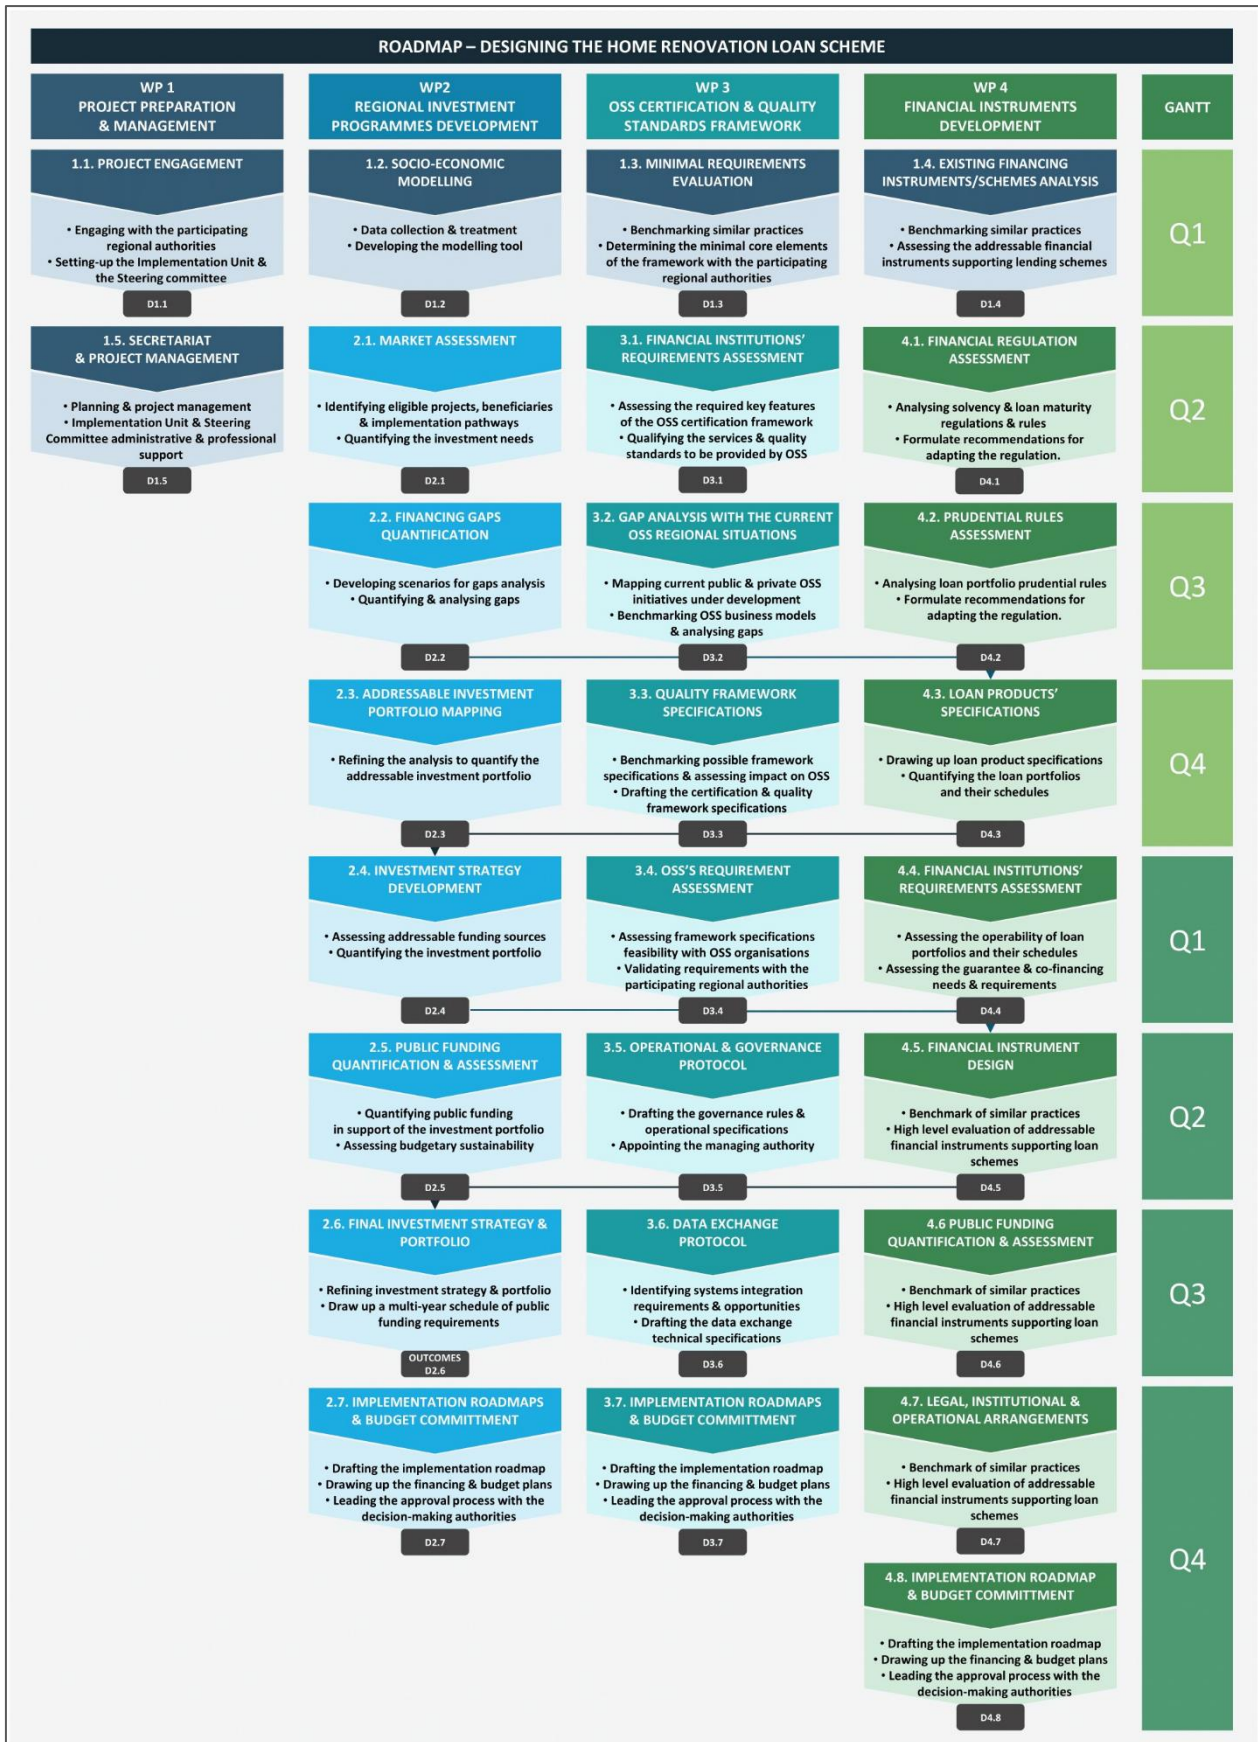 ROADMAP – DESIGNING THE HOME RENOVATION LOAN SCHEME
WP 1
PROJECT PREPARATION
& MANAGEMENT
WP2
REGIONAL INVESTMENT
PROGRAMMES DEVELOPMENT
WP 3
OSS CERTIFICATION & QUALITY
STANDARDS FRAMEWORK
WP 4
FINANCIAL INSTRUMENTS
DEVELOPMENT
GANTT
1.1. PROJECT ENGAGEMENT
• Engaging with the participating
regional authorities
• Setting-up the Implementation Unit &
the Steering committee
D1.1
1.2. SOCIO-ECONOMIC
MODELLING
• Data collection & treatment
• Developing the modelling tool
D1.2
1.3. MINIMAL REQUIREMENTS
EVALUATION
• Benchmarking similar practices
• Determining the minimal core elements
of the framework with the participating
regional authorities
D1.3
1.4. EXISTING FINANCING
INSTRUMENTS/SCHEMES ANALYSIS
• Benchmarking similar practices
• Assessing the addressable financial
instruments supporting lending schemes
D1.4
Q1
1.5. SECRETARIAT
& PROJECT MANAGEMENT
• Planning & project management
• Implementation Unit & Steering
Committee administrative & professional
support
D1.5
2.1. MARKET ASSESSMENT
• Identifying eligible projects, beneficiaries
& implementation pathways
• Quantifying the investment needs
D2.1
3.1. FINANCIAL INSTITUTIONS'
REQUIREMENTS ASSESSMENT
• Assessing the required key features
of the OSS certification framework
• Qualifying the services & quality
standards to be provided by OSS
D3.1
4.1. FINANCIAL REGULATION
ASSESSMENT
• Analysing solvency & loan maturity
regulations & rules
• Formulate recommendations for
adapting the regulation.
D4.1
Q2
2.2. FINANCING GAPS
QUANTIFICATION
• Developing scenarios for gaps analysis
• Quantifying & analysing gaps
D2.2
3.2. GAP ANALYSIS WITH THE CURRENT
OSS REGIONAL SITUATIONS
• Mapping current public & private OSS
initiatives under development
• Benchmarking OSS business models
& analysing gaps
D3.2
4.2. PRUDENTIAL RULES
ASSESSMENT
• Analysing loan portfolio prudential rules
• Formulate recommendations for
adapting the regulation.
D4.2
Q3
2.3. ADDRESSABLE INVESTMENT
PORTFOLIO MAPPING
• Refining the analysis to quantify the
addressable investment portfolio
D2.3
3.3. QUALITY FRAMEWORK
SPECIFICATIONS
• Benchmarking possible framework
specifications & assessing impact on OSS
• Drafting the certification & quality
framework specifications
D3.3
4.3. LOAN PRODUCTS'
SPECIFICATIONS
• Drawing up loan product specifications
• Quantifying the loan portfolios
and their schedules
D4.3
Q4
2.4. INVESTMENT STRATEGY
DEVELOPMENT
• Assessing addressable funding sources
• Quantifying the investment portfolio
D2.4
3.4. OSS'S REQUIREMENT
ASSESSMENT
• Assessing framework specifications
feasibility with OSS organisations
• Validating requirements with the
participating regional authorities
D3.4
4.4. FINANCIAL INSTITUTIONS'
REQUIREMENTS ASSESSMENT
• Assessing the operability of loan
portfolios and their schedules
• Assessing the guarantee & co-financing
needs & requirements
D4.4
Q1
2.5. PUBLIC FUNDING
QUANTIFICATION & ASSESSMENT
• Quantifying public funding
in support of the investment portfolio
• Assessing budgetary sustainability
D2.5
3.5. OPERATIONAL & GOVERNANCE
PROTOCOL
• Drafting the governance rules &
operational specifications
• Appointing the managing authority
D3.5
4.5. FINANCIAL INSTRUMENT
DESIGN
• Benchmark of similar practices
• High level evaluation of addressable
financial instruments supporting loan
schemes
D4.5
Q2
2.6. FINAL INVESTMENT STRATEGY &
PORTFOLIO
• Refining investment strategy & portfolio
• Draw up a multi-year schedule of public
funding requirements
OUTCOMES
D2.6
3.6. DATA EXCHANGE
PROTOCOL
• Identifying systems integration
requirements & opportunities
• Drafting the data exchange
technical specifications
D3.6
4.6 PUBLIC FUNDING
QUANTIFICATION & ASSESSMENT
• Benchmark of similar practices
• High level evaluation of addressable
financial instruments supporting loan
schemes
D4.6
Q3
2.7. IMPLEMENTATION ROADMAPS
& BUDGET COMMITTMENT
• Drafting the implementation roadmap
• Drawing up the financing & budget plans
• Leading the approval process with the
decision-making authorities
D2.7
3.7. IMPLEMENTATION ROADMAPS
& BUDGET COMMITTMENT
• Drafting the implementation roadmap
• Drawing up the financing & budget plans
• Leading the approval process with the
decision-making authorities
D3.7
4.7. LEGAL, INSTITUTIONAL &
OPERATIONAL ARRANGEMENTS
• Benchmark of similar practices
• High level evaluation of addressable
financial instruments supporting loan
schemes
D4.7
Q4
4.8. IMPLEMENTATION ROADMAP
& BUDGET COMMITTMENT
• Drafting the implementation roadmap
• Drawing up the financing & budget plans
• Leading the approval process with the
decision-making authorities
D4.8